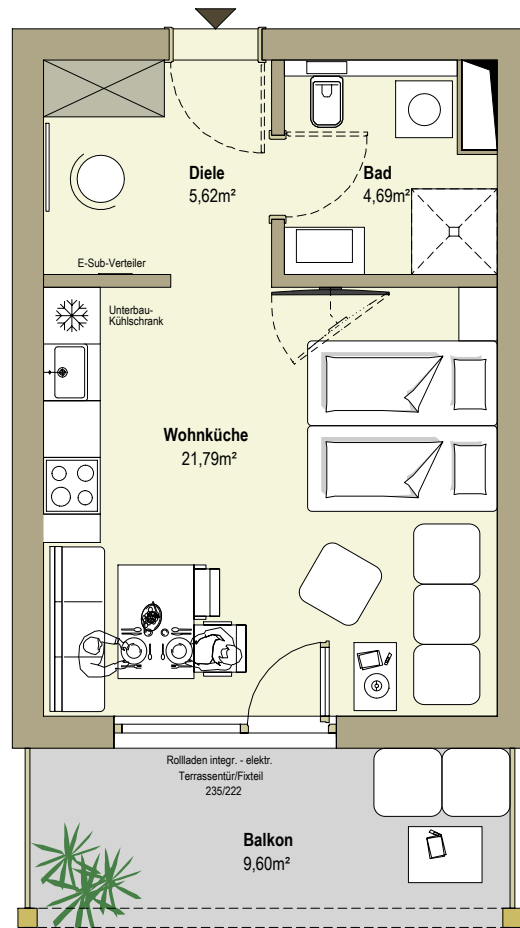 Diele
5,62m²
Bad
4,69m²
E-Sub-Verteiler
Unterbau-
Kühlschrank
Wohnküche
21,79m²
Rollladen integr. - elektr.
Terrassentür/Fixteil
235/222
Balkon
9,60m²